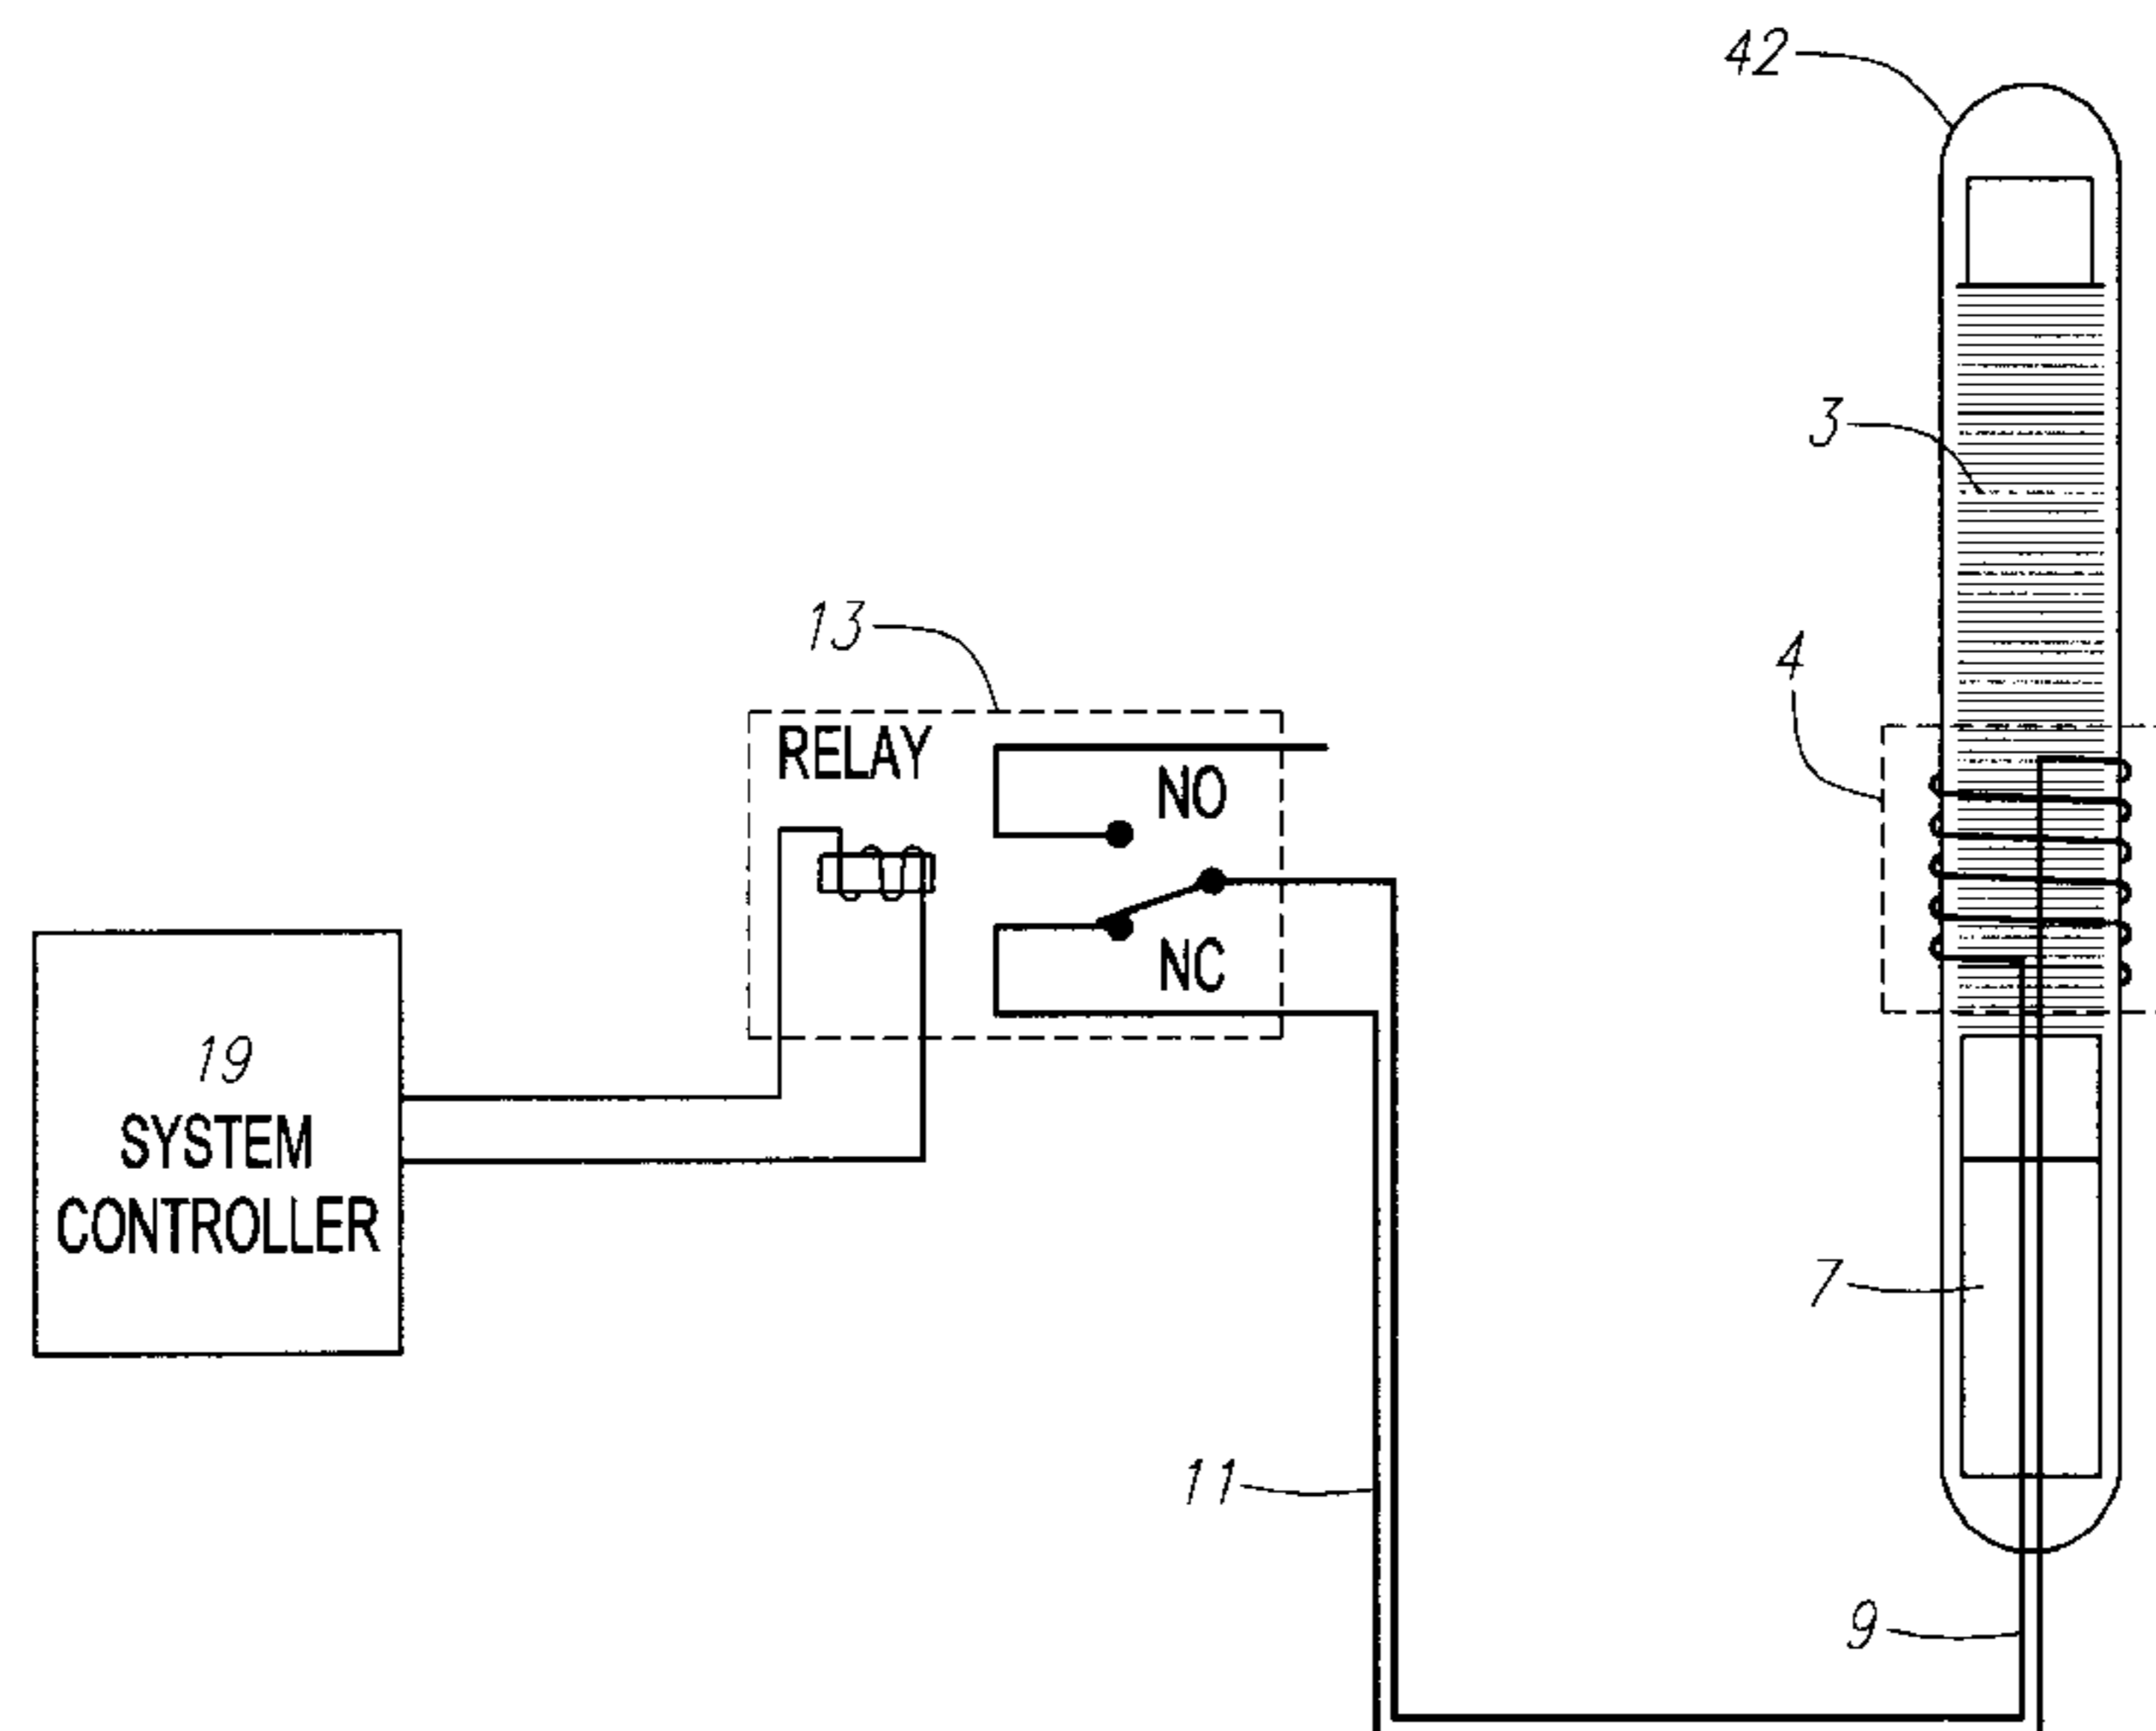 42
3
13
4
RELAY
NO
NC
19
SYSTEM
CONTROLLER
7
11
9